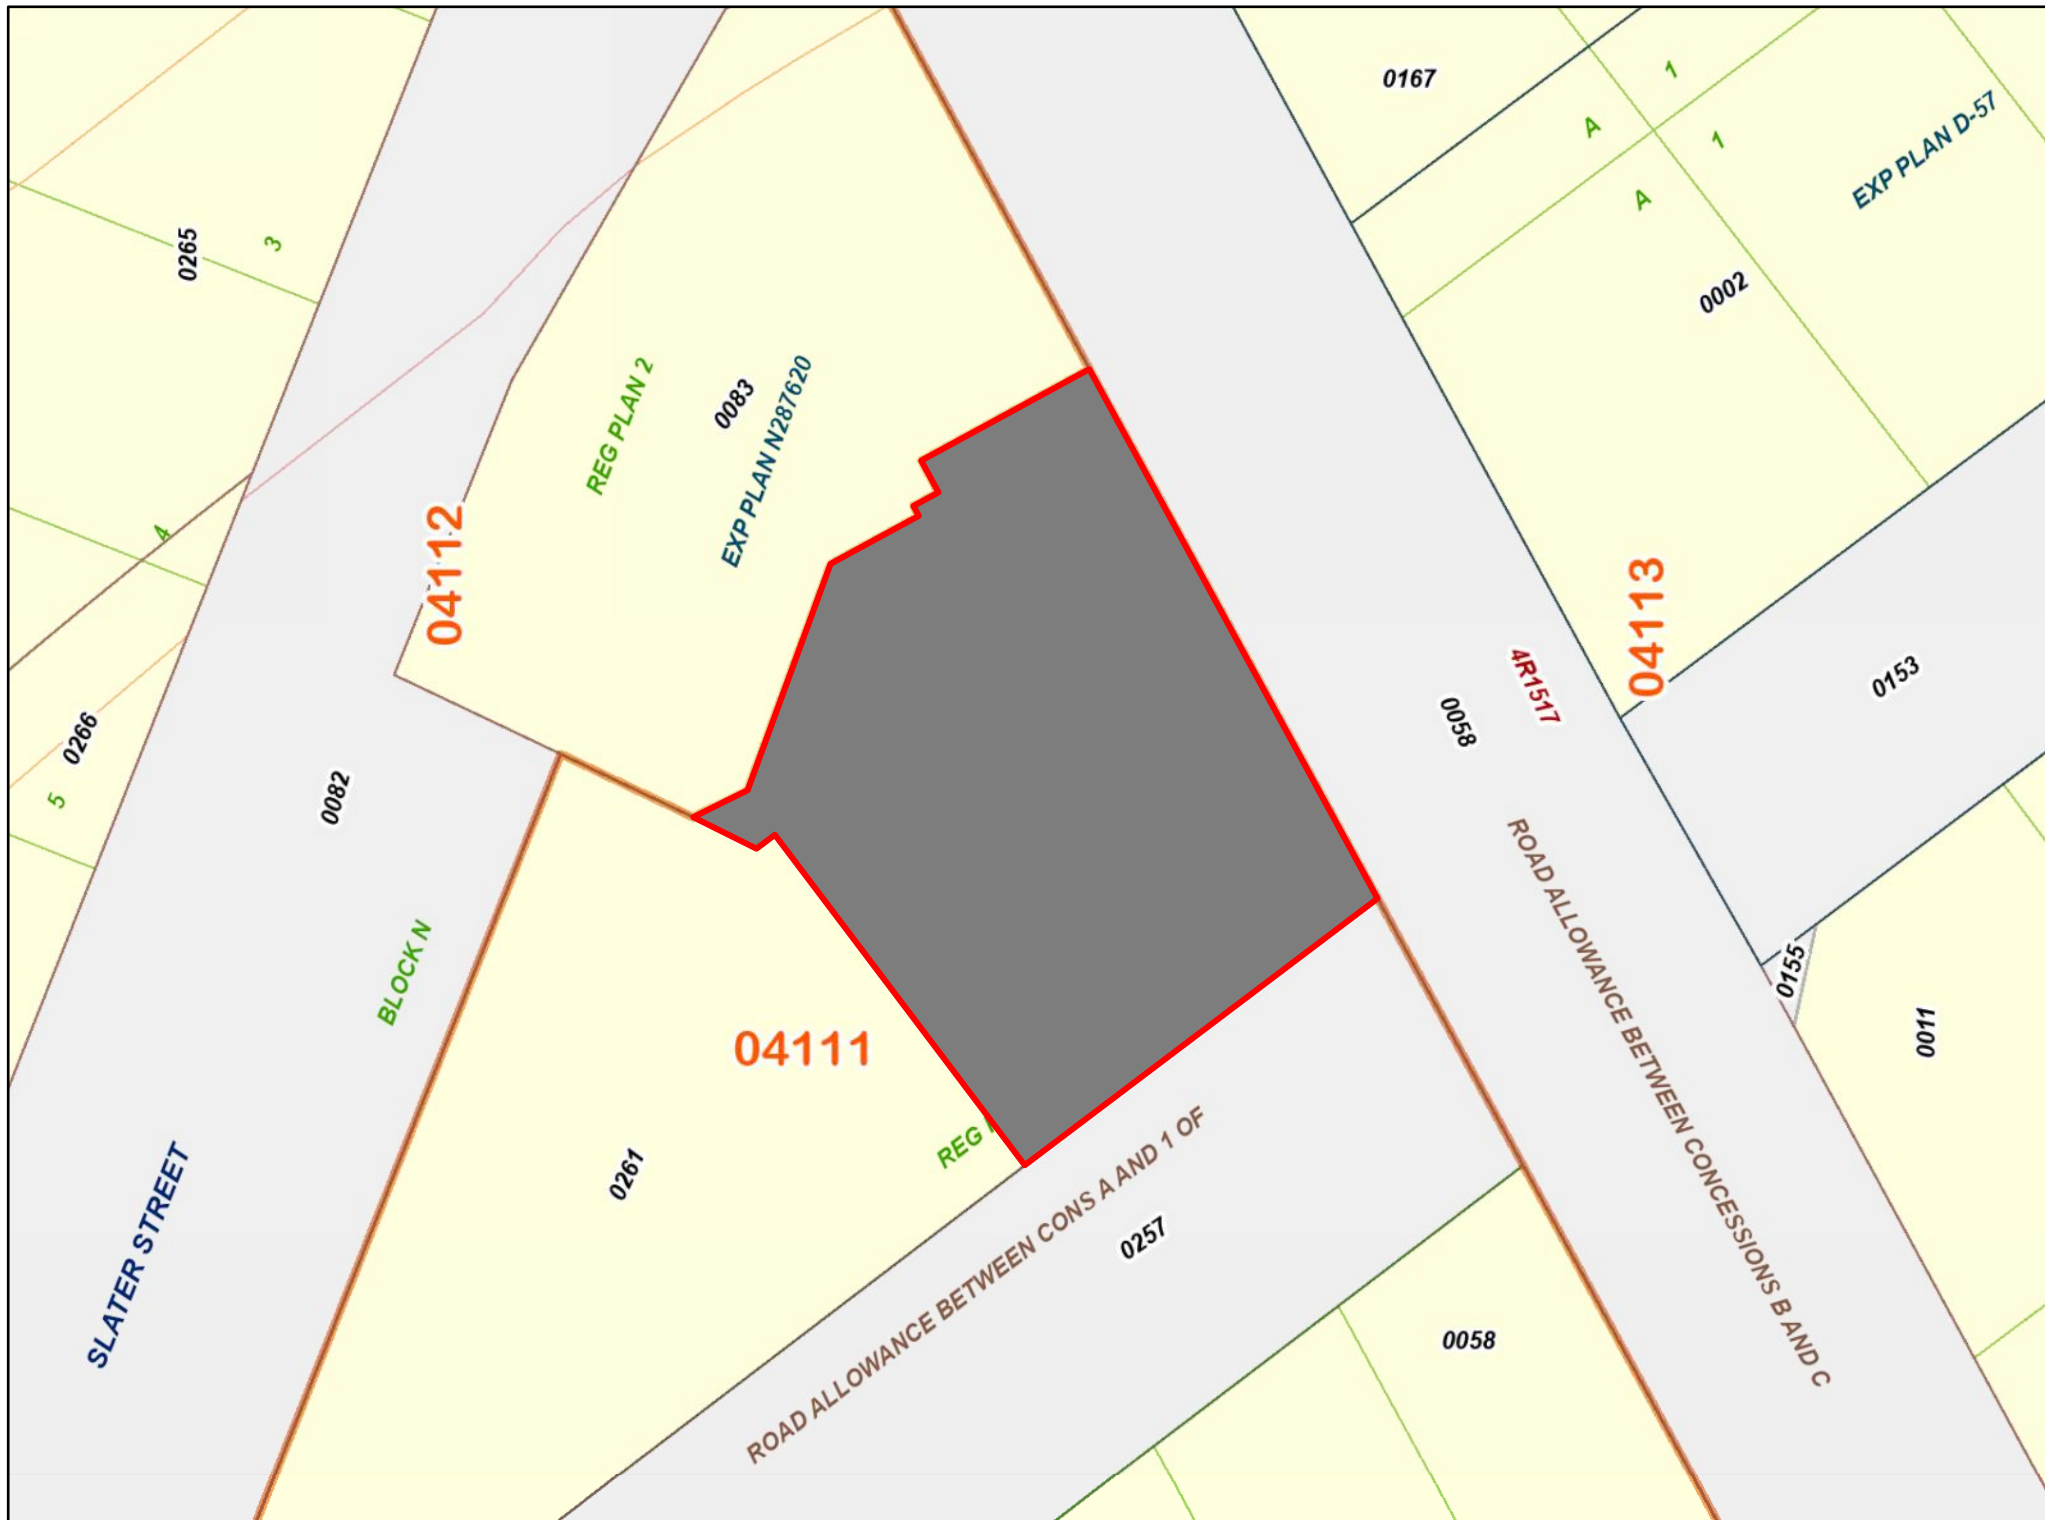 0167
1
A
1
EXP PLAN D-57
A
0265
3
0002
REG PLAN 2
0083
EXP PLAN N287620
4
04112
04113
4R1517
0153
0058
0266
5
0082
ROAD ALLOWANCE BETWEEN CONCESSIONS B AND C
BLOCK N
0155
0011
04111
REG
ROAD ALLOWANCE BETWEEN CONS A AND 1 OF
0261
SLATER STREET
0257
0058